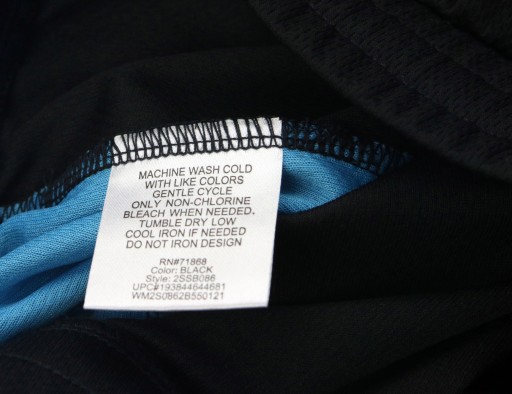 MACHINE WASH COLD
WITH LIKE COLORS
GENTLE CYCLE
ONLY NON-CHLORINE
BLEACH WHEN NEEDED.
TUMBLE DRY LOW
COOL IRON IF NEEDED
DO NOT IRON DESIGN
RN#71868
Color: BLACK
Style: 2SSB086
UPC#193844644681
WM2S0862B550121